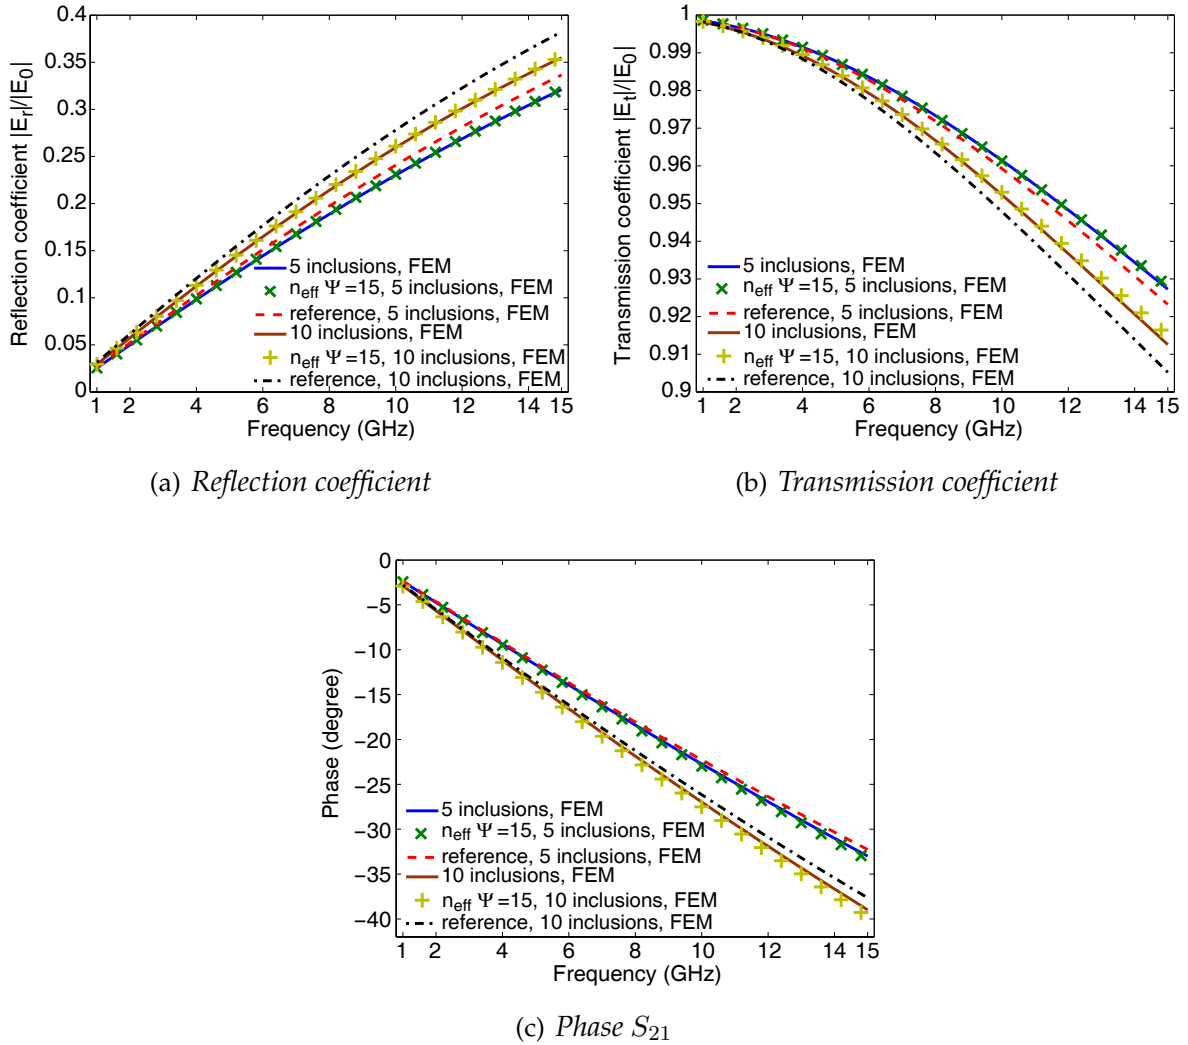 0.4
0.35
0.3
0.25
0.2
0.15
0.1
0.05
0
Reflection coefficient |E_r|/|E_0|
5 inclusions, FEM
n_eff Ψ=15, 5 inclusions, FEM
reference, 5 inclusions, FEM
10 inclusions, FEM
n_eff Ψ=15, 10 inclusions, FEM
reference, 10 inclusions, FEM
1 2 4 6 8 10 12 14 15
Frequency (GHz)
(a) Reflection coefficient
1
0.99
0.98
0.97
0.96
0.95
0.94
0.93
0.92
0.91
0.9
Transmission coefficient |E_t|/|E_0|
5 inclusions, FEM
n_eff Ψ=15, 5 inclusions, FEM
reference, 5 inclusions, FEM
10 inclusions, FEM
n_eff Ψ=15, 10 inclusions, FEM
reference, 10 inclusions, FEM
1 2 4 6 8 10 12 14 15
Frequency (GHz)
(b) Transmission coefficient
0
−5
−10
−15
−20
−25
−30
−35
−40
Phase (degree)
5 inclusions, FEM
n_eff Ψ=15, 5 inclusions, FEM
reference, 5 inclusions, FEM
10 inclusions, FEM
n_eff Ψ=15, 10 inclusions, FEM
reference, 10 inclusions, FEM
1 2 4 6 8 10 12 14 15
Frequency (GHz)
(c) Phase S_21